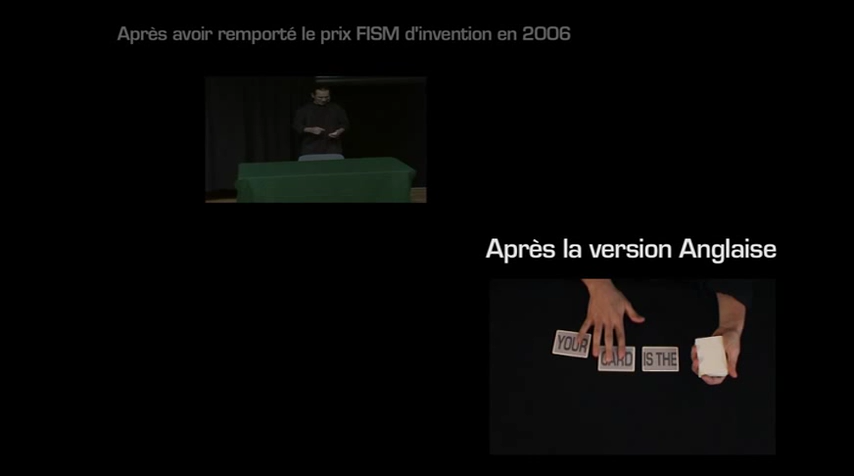 Après avoir remporté le prix FISM d'invention en 2006
Après la version Anglaise
YOUR CARD IS THE